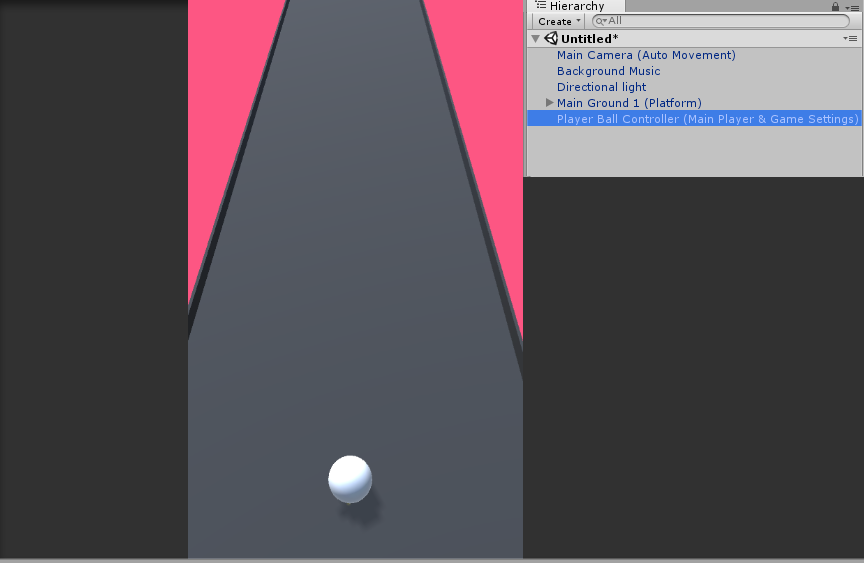 Hierarchy
Create All
Untitled*
Main Camera (Auto Movement)
Background Music
Directional light
Main Ground 1 (Platform)
Player Ball Controller (Main Player & Game Settings)